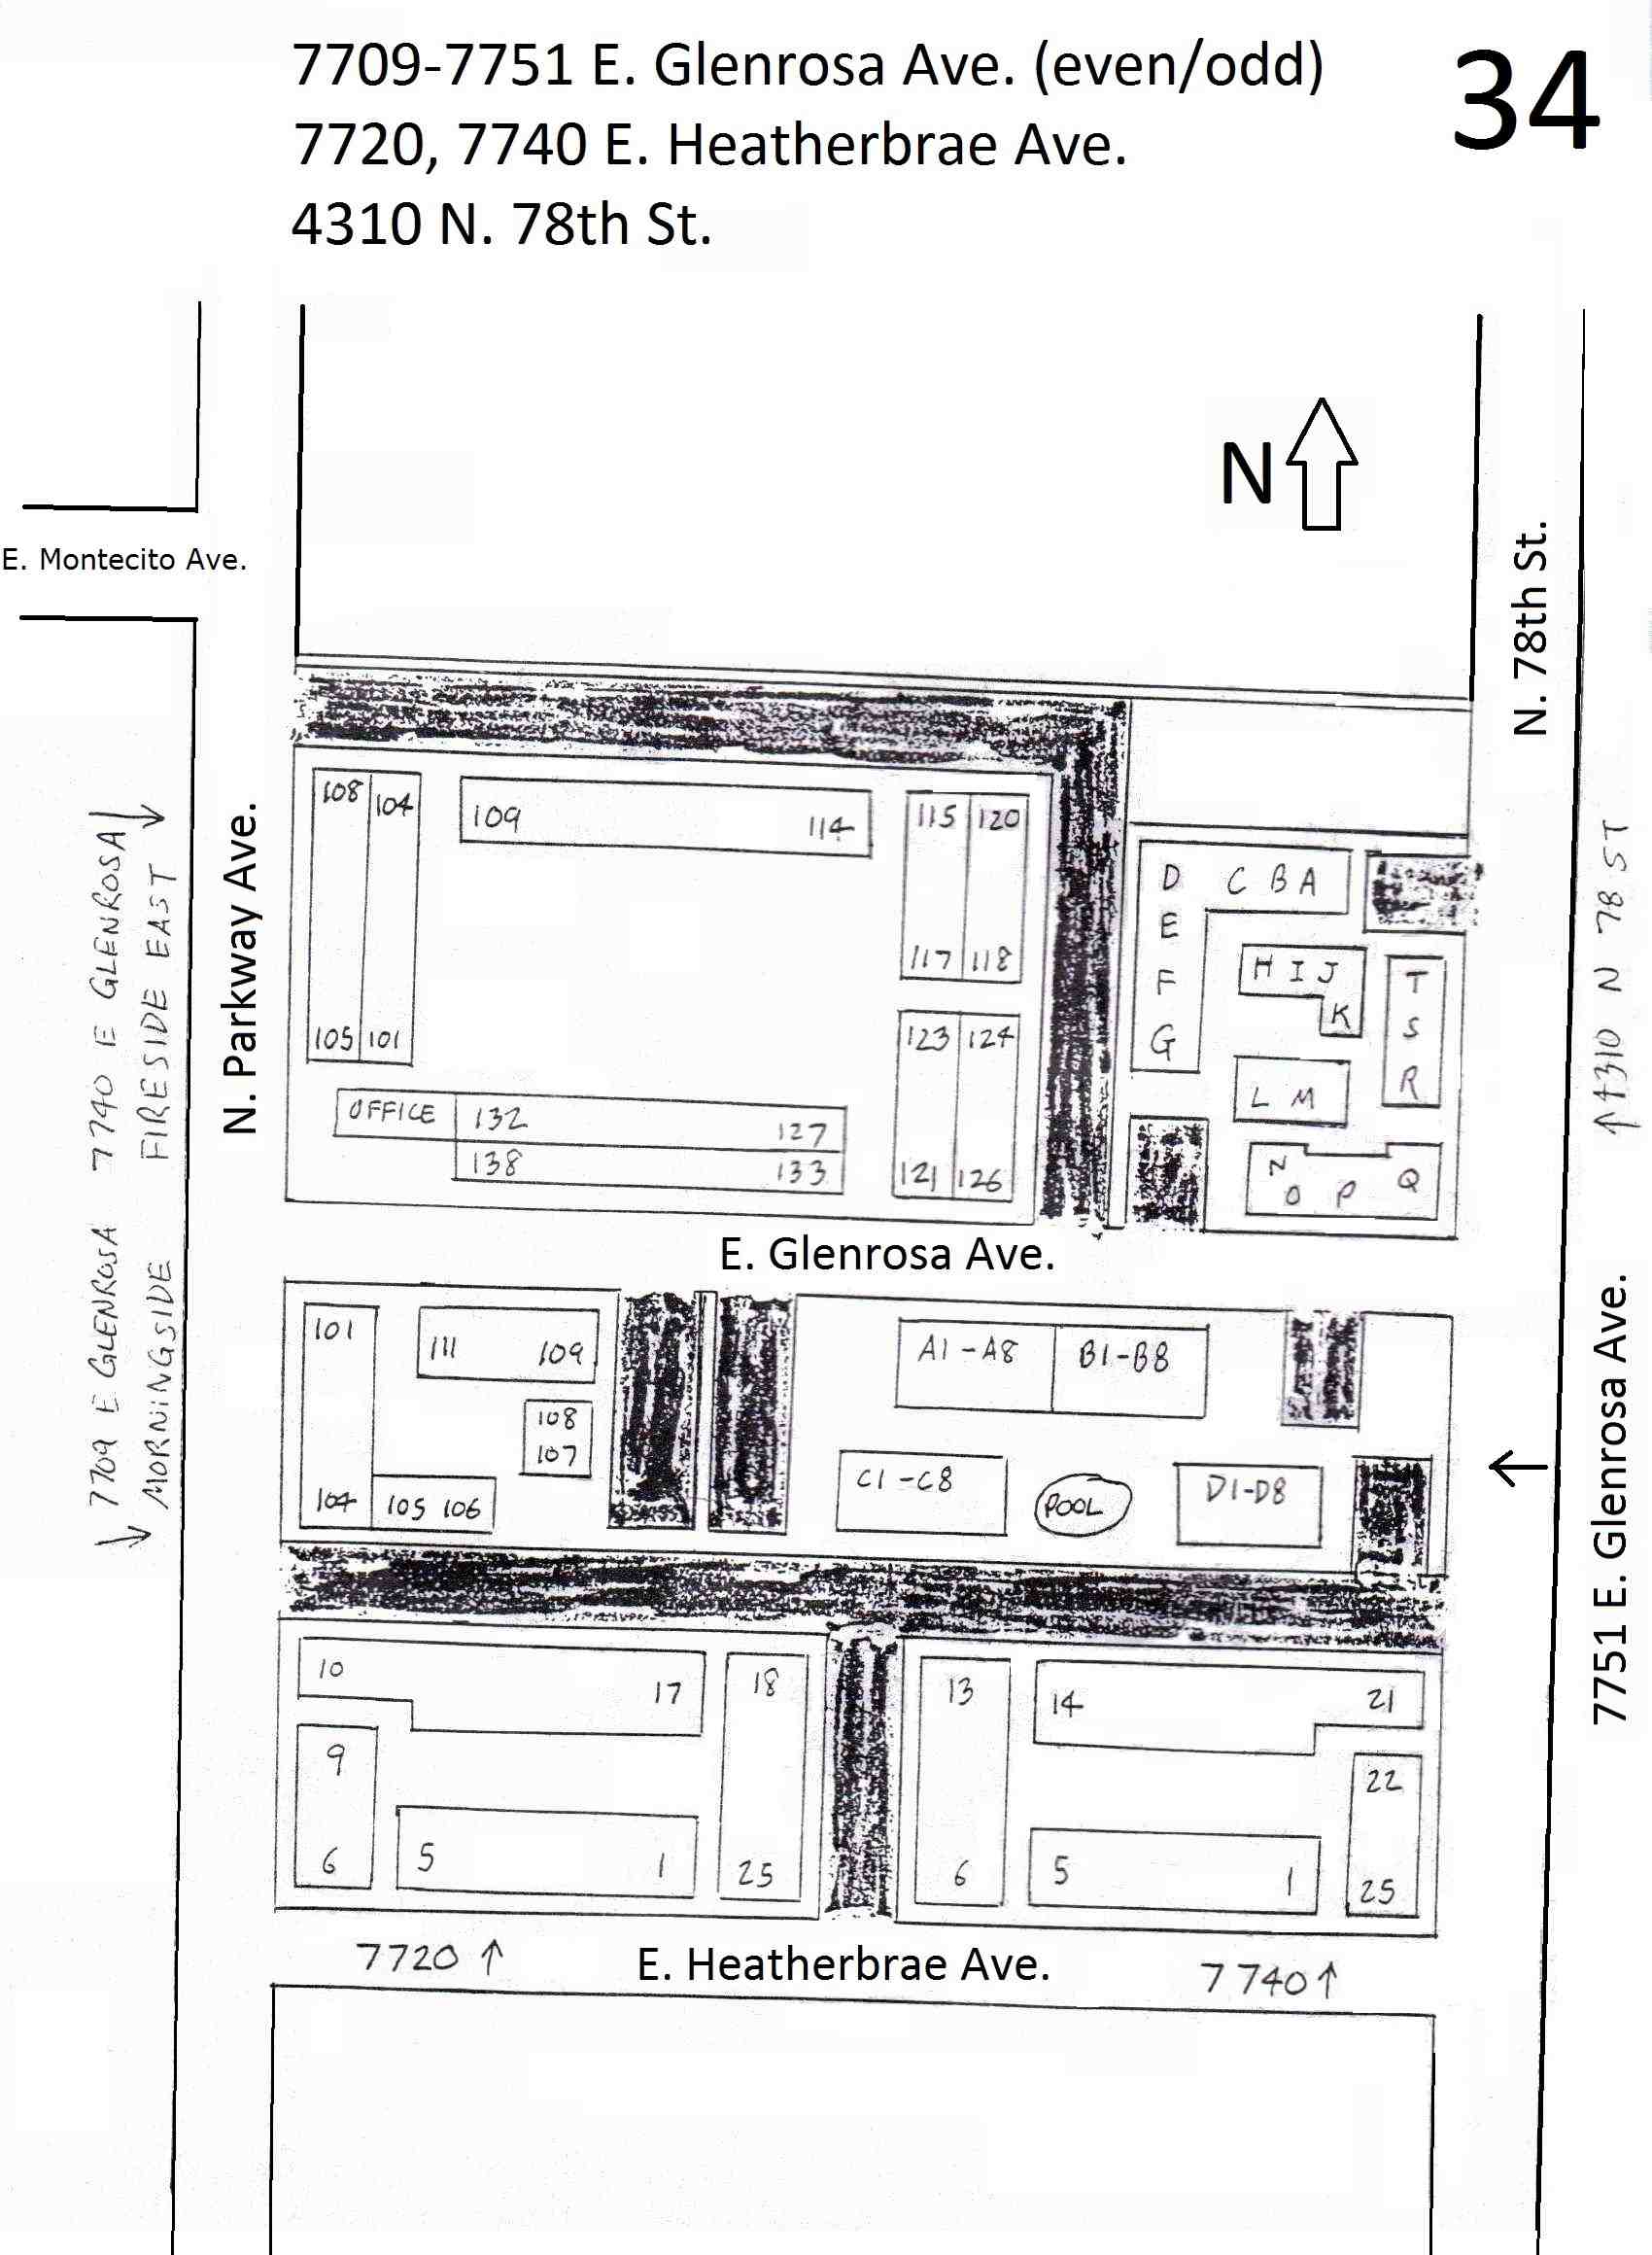 7709-7751 E. Glenrosa Ave. (even/odd)
7720, 7740 E. Heatherbrae Ave.
4310 N. 78th St.
34
N
E. Montecito Ave.
N. 78th St.
N. Parkway Ave.
7740 E GLENROSA
FIRESIDE EAST
108 104
105 101
109 114
115 120
117 118
123 124
121 126
OFFICE 132 127
138 133
D C B A
E
F
G
H I J
K
L M
T
S
R
N O P Q
4310 N 78 ST
E. Glenrosa Ave.
7709 E GLENROSA
MORNINGSIDE
101
104
105 106
111 109
108
107
A1-A8 B1-B8
C1-C8
POOL
D1-D8
7751 E. Glenrosa Ave.
10 17
9
6
5 1
18
25
13
6
14 21
5 1
22
25
7720
E. Heatherbrae Ave.
7740